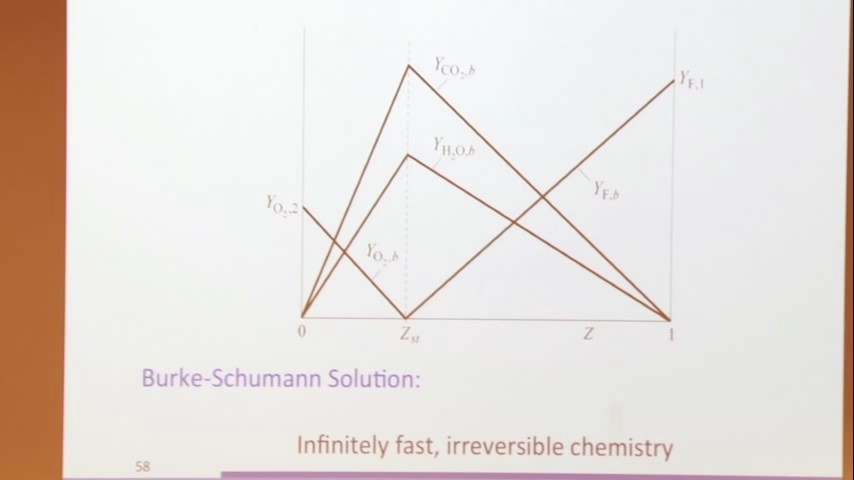 Y_CO₂,b
Y_F,1
Y_H₂O,b
Y_F,b
Y_O₂,2
Y_O₂,b
0
Z_st
Z
1
Burke-Schumann Solution:
Infinitely fast, irreversible chemistry
58